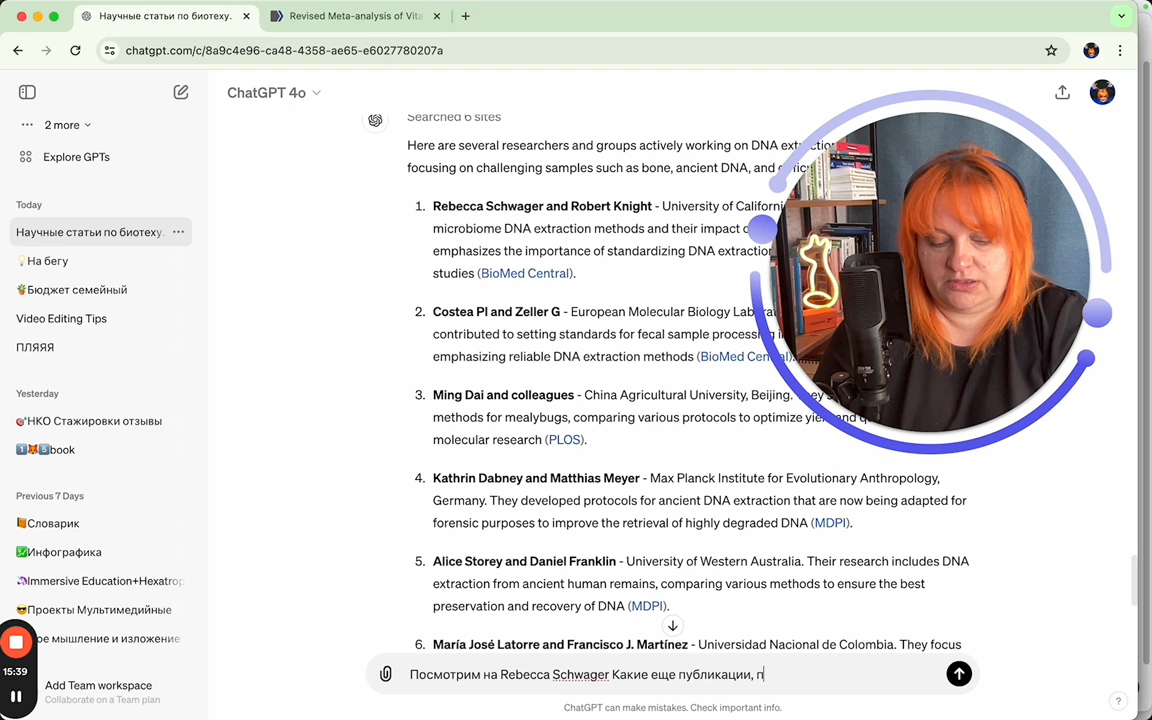 Научные статьи по биотеху.
Revised Meta-analysis of Vita
chatgpt.com/c/8a9c4e96-ca48-4358-ae65-e6027780207a
ChatGPT 4o
2 more
Explore GPTs
Today
Научные статьи по биотеху.
💡На бегу
🪴Бюджет семейный
Video Editing Tips
ПЛЯЯЯ
Yesterday
🎯НКО Стажировки отзывы
1️⃣🦊5️⃣book
Previous 7 Days
📙Словарик
💹Инфографика
🦄Immersive Education+Hexatrop
😎Проекты Мультимедийные
ое мышление и изложение
15:39
Add Team workspace
Collaborate on a Team plan
Searched 6 sites
Here are several researchers and groups actively working on DNA extraction
focusing on challenging samples such as bone, ancient DNA, and
1. Rebecca Schwager and Robert Knight - University of Californi
microbiome DNA extraction methods and their impact
emphasizes the importance of standardizing DNA extraction
studies (BioMed Central).
2. Costea PI and Zeller G - European Molecular Biology Labora
contributed to setting standards for fecal sample processing i
emphasizing reliable DNA extraction methods (BioMed Central).
3. Ming Dai and colleagues - China Agricultural University, Beijing. They
methods for mealybugs, comparing various protocols to optimize yield and
molecular research (PLOS).
4. Kathrin Dabney and Matthias Meyer - Max Planck Institute for Evolutionary Anthropology,
Germany. They developed protocols for ancient DNA extraction that are now being adapted for
forensic purposes to improve the retrieval of highly degraded DNA (MDPI).
5. Alice Storey and Daniel Franklin - University of Western Australia. Their research includes DNA
extraction from ancient human remains, comparing various methods to ensure the best
preservation and recovery of DNA (MDPI).
6. María José Latorre and Francisco J. Martínez - Universidad Nacional de Colombia. They focus
Посмотрим на Rebecca Schwager Какие еще публикации, п
ChatGPT can make mistakes. Check important info.
?